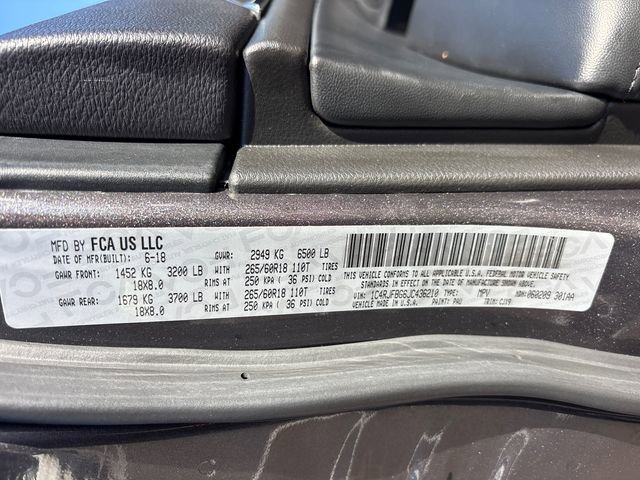 MFD BY FCA US LLC
DATE OF MFR(BUILT): 6-18 GVWR: 2949 KG 6500 LB
GAWR FRONT: 1452 KG 3200 LB WITH 265/60R18 110T TIRES
18X8.0 RIMS AT 250 KPA ( 36 PSI) COLD
GAWR REAR: 1679 KG 3700 LB WITH 265/60R18 110T TIRES
18X8.0 RIMS AT 250 KPA ( 36 PSI) COLD
THIS VEHICLE CONFORMS TO ALL APPLICABLE U.S.A. FEDERAL MOTOR VEHICLE SAFETY
STANDARDS IN EFFECT ON THE DATE OF MANUFACTURE SHOWN ABOVE.
VIN: 1C4RJFBG8JC436210 TYPE: MPV MDH: 060209 301AA
VEHICLE MADE IN U.S.A. PAINT: PAU TRIM: CJX9